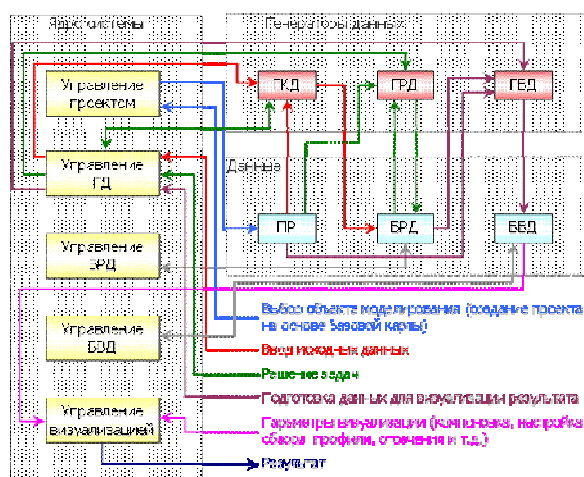 Ядро системы
Генераторы данных
Управление
проектом
ГКД
ГРД
ГВД
Управление
ГД
Данные
ПР
БРД
БВД
Управление
БРД
Управление
БВД
Выбор объекта моделирования (создание проекта
на основе базовой карты)
Ввод исходных данных
Решение задач
Подготовка данных для визуализации результата
Управление
визуализацией
Параметры визуализации (компоновка, настройка
обзора, профили, сечения и т.д.)
Результат